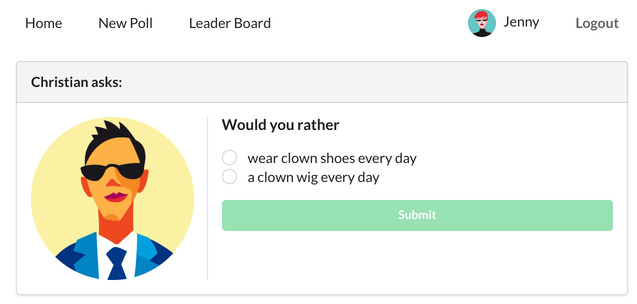 Home New Poll Leader Board Jenny Logout
Christian asks:
Would you rather
wear clown shoes every day
a clown wig every day
Submit